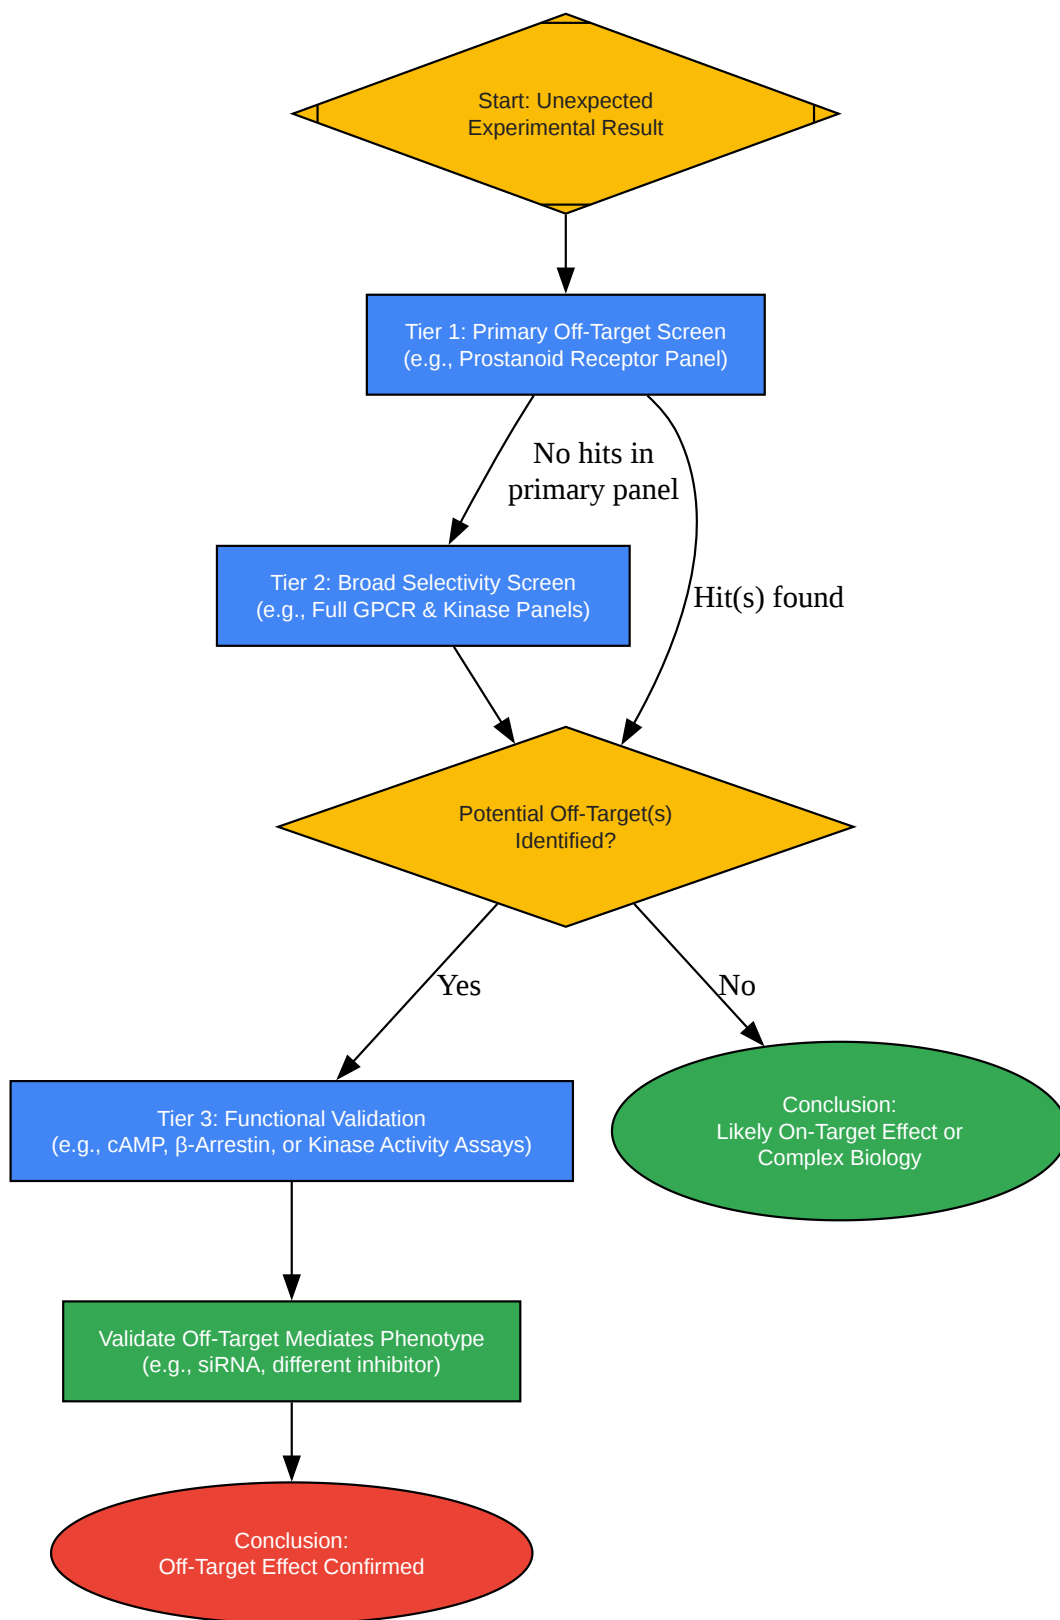 Start: Unexpected
Experimental Result
Tier 1: Primary Off-Target Screen
(e.g., Prostanoid Receptor Panel)
No hits in
primary panel
Tier 2: Broad Selectivity Screen
(e.g., Full GPCR & Kinase Panels)
Hit(s) found
Potential Off-Target(s)
Identified?
Yes
No
Tier 3: Functional Validation
(e.g., cAMP, β-Arrestin, or Kinase Activity Assays)
Conclusion:
Likely On-Target Effect or
Complex Biology
Validate Off-Target Mediates Phenotype
(e.g., siRNA, different inhibitor)
Conclusion:
Off-Target Effect Confirmed